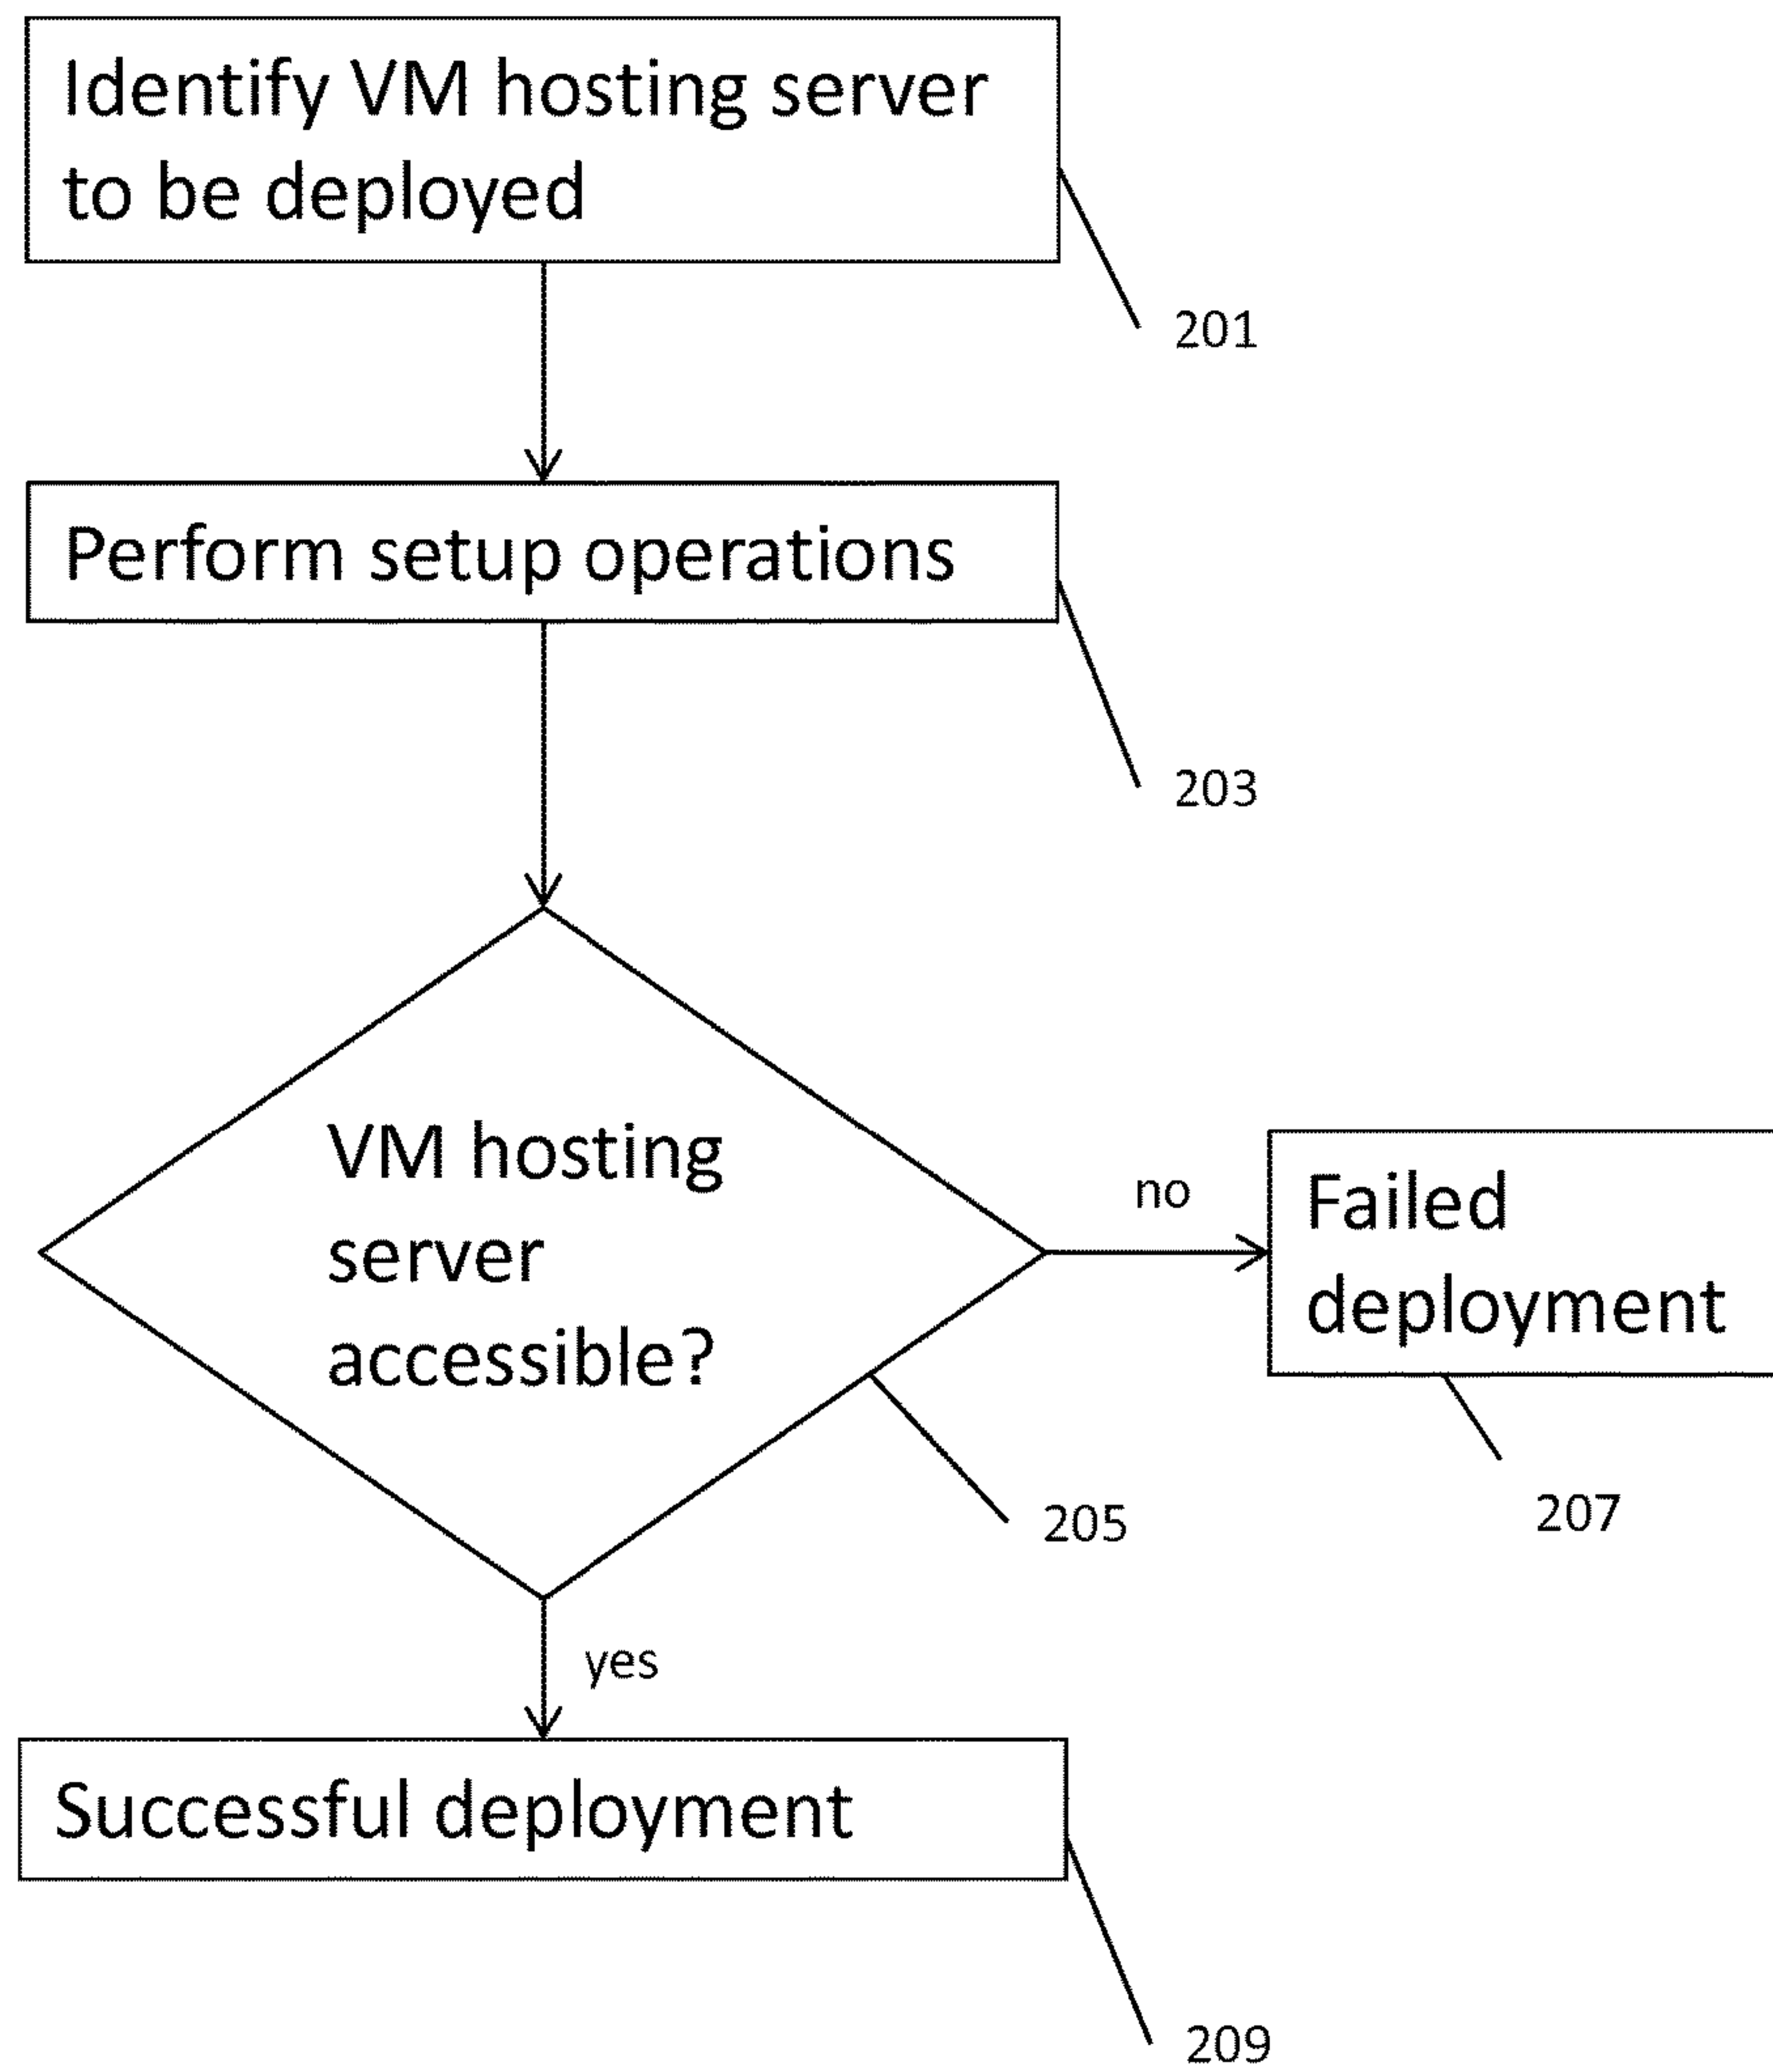 Identify VM hosting server
to be deployed
201
Perform setup operations
203
VM hosting
server
accessible?
no
Failed
deployment
205
207
yes
Successful deployment
209